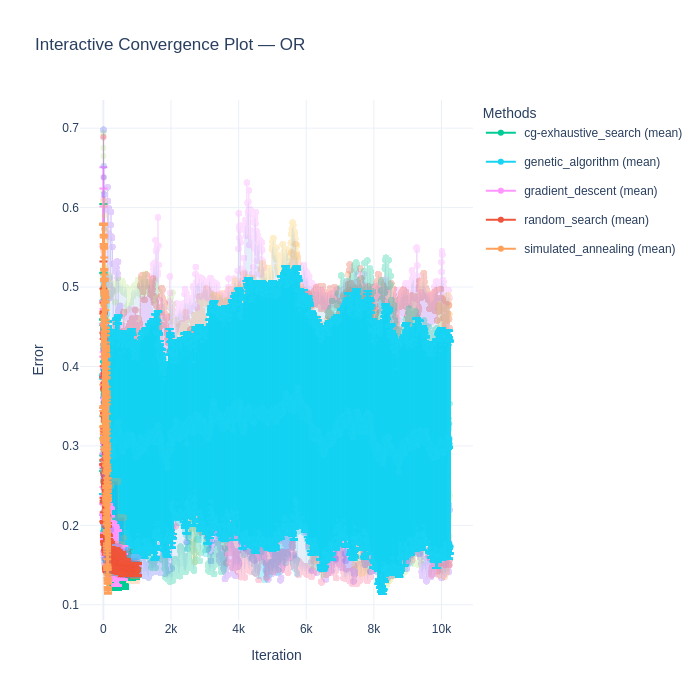 Interactive Convergence Plot — OR
Methods
cg-exhaustive_search (mean)
genetic_algorithm (mean)
gradient_descent (mean)
random_search (mean)
simulated_annealing (mean)
Error
0.7
0.6
0.5
0.4
0.3
0.2
0.1
0 2k 4k 6k 8k 10k
Iteration